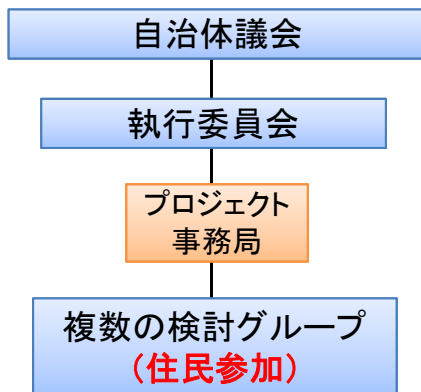 自治体議会
執行委員会
プロジェクト
事務局
複数の検討グループ
(住民参加)